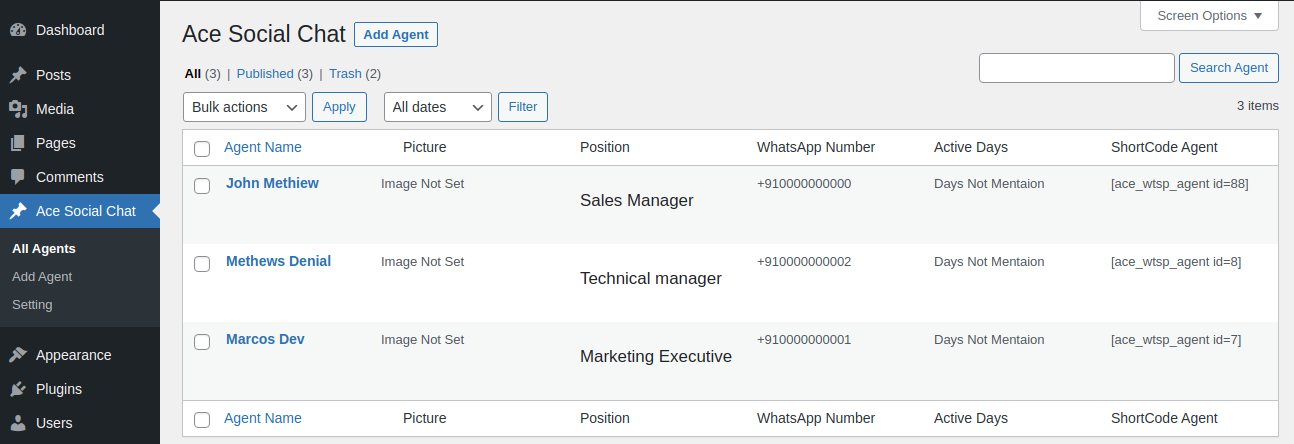 Dashboard
Posts
Media
Pages
Comments
Ace Social Chat
All Agents
Add Agent
Setting
Appearance
Plugins
Users
Screen Options
Ace Social Chat Add Agent
All (3) | Published (3) | Trash (2)
Search Agent
Bulk actions Apply All dates Filter
3 items
Agent Name Picture Position WhatsApp Number Active Days ShortCode Agent
John Methiew Image Not Set Sales Manager +910000000000 Days Not Mentaion [ace_wtsp_agent id=88]
Methews Denial Image Not Set Technical manager +910000000002 Days Not Mentaion [ace_wtsp_agent id=8]
Marcos Dev Image Not Set Marketing Executive +910000000001 Days Not Mentaion [ace_wtsp_agent id=7]
Agent Name Picture Position WhatsApp Number Active Days ShortCode Agent